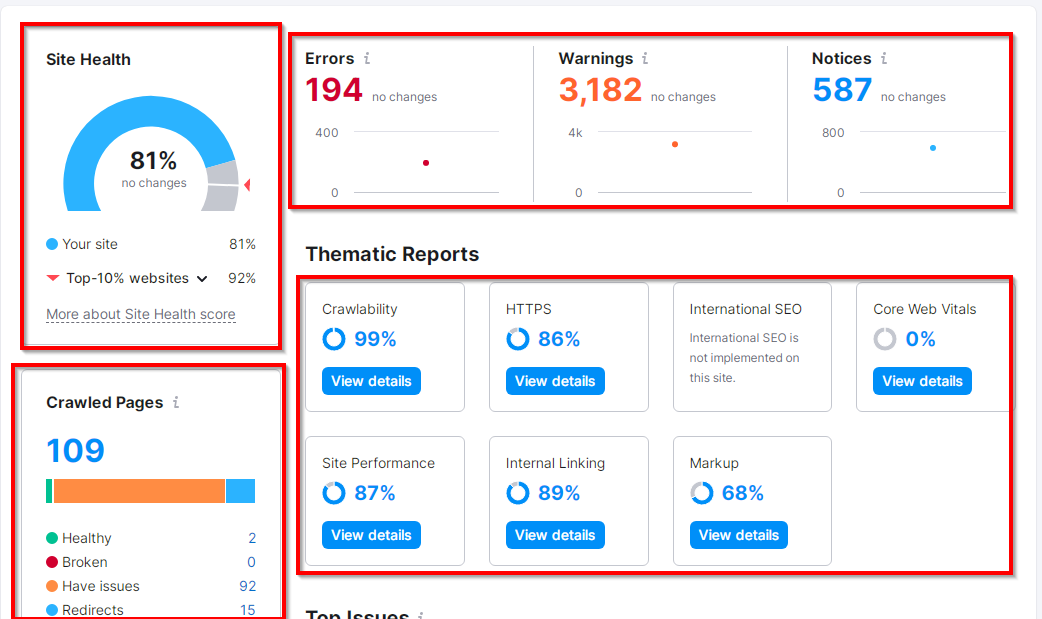 Site Health
81%
no changes
Your site 81%
Top-10% websites 92%
More about Site Health score
Errors i
194 no changes
400
0
Warnings i
3,182 no changes
4k
0
Notices i
587 no changes
800
0
Thematic Reports
Crawlability
99%
View details
HTTPS
86%
View details
International SEO
International SEO is
not implemented on
this site.
Core Web Vitals
0%
View details
Site Performance
87%
View details
Internal Linking
89%
View details
Markup
68%
View details
Crawled Pages i
109
Healthy 2
Broken 0
Have issues 92
Redirects 15
Top Issues i